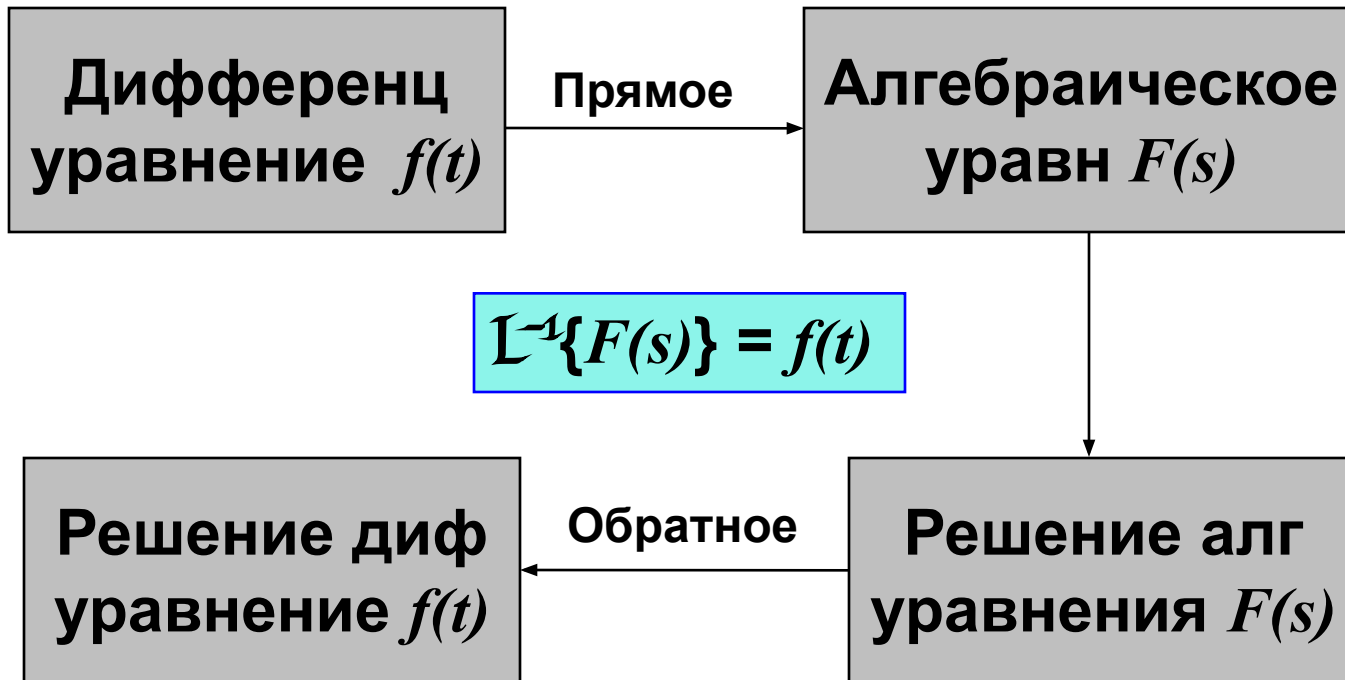 Дифференц
уравнение f(t)
Прямое
Алгебраическое
уравн F(s)
L⁻¹{F(s)} = f(t)
Решение диф
уравнение f(t)
Обратное
Решение алг
уравнения F(s)